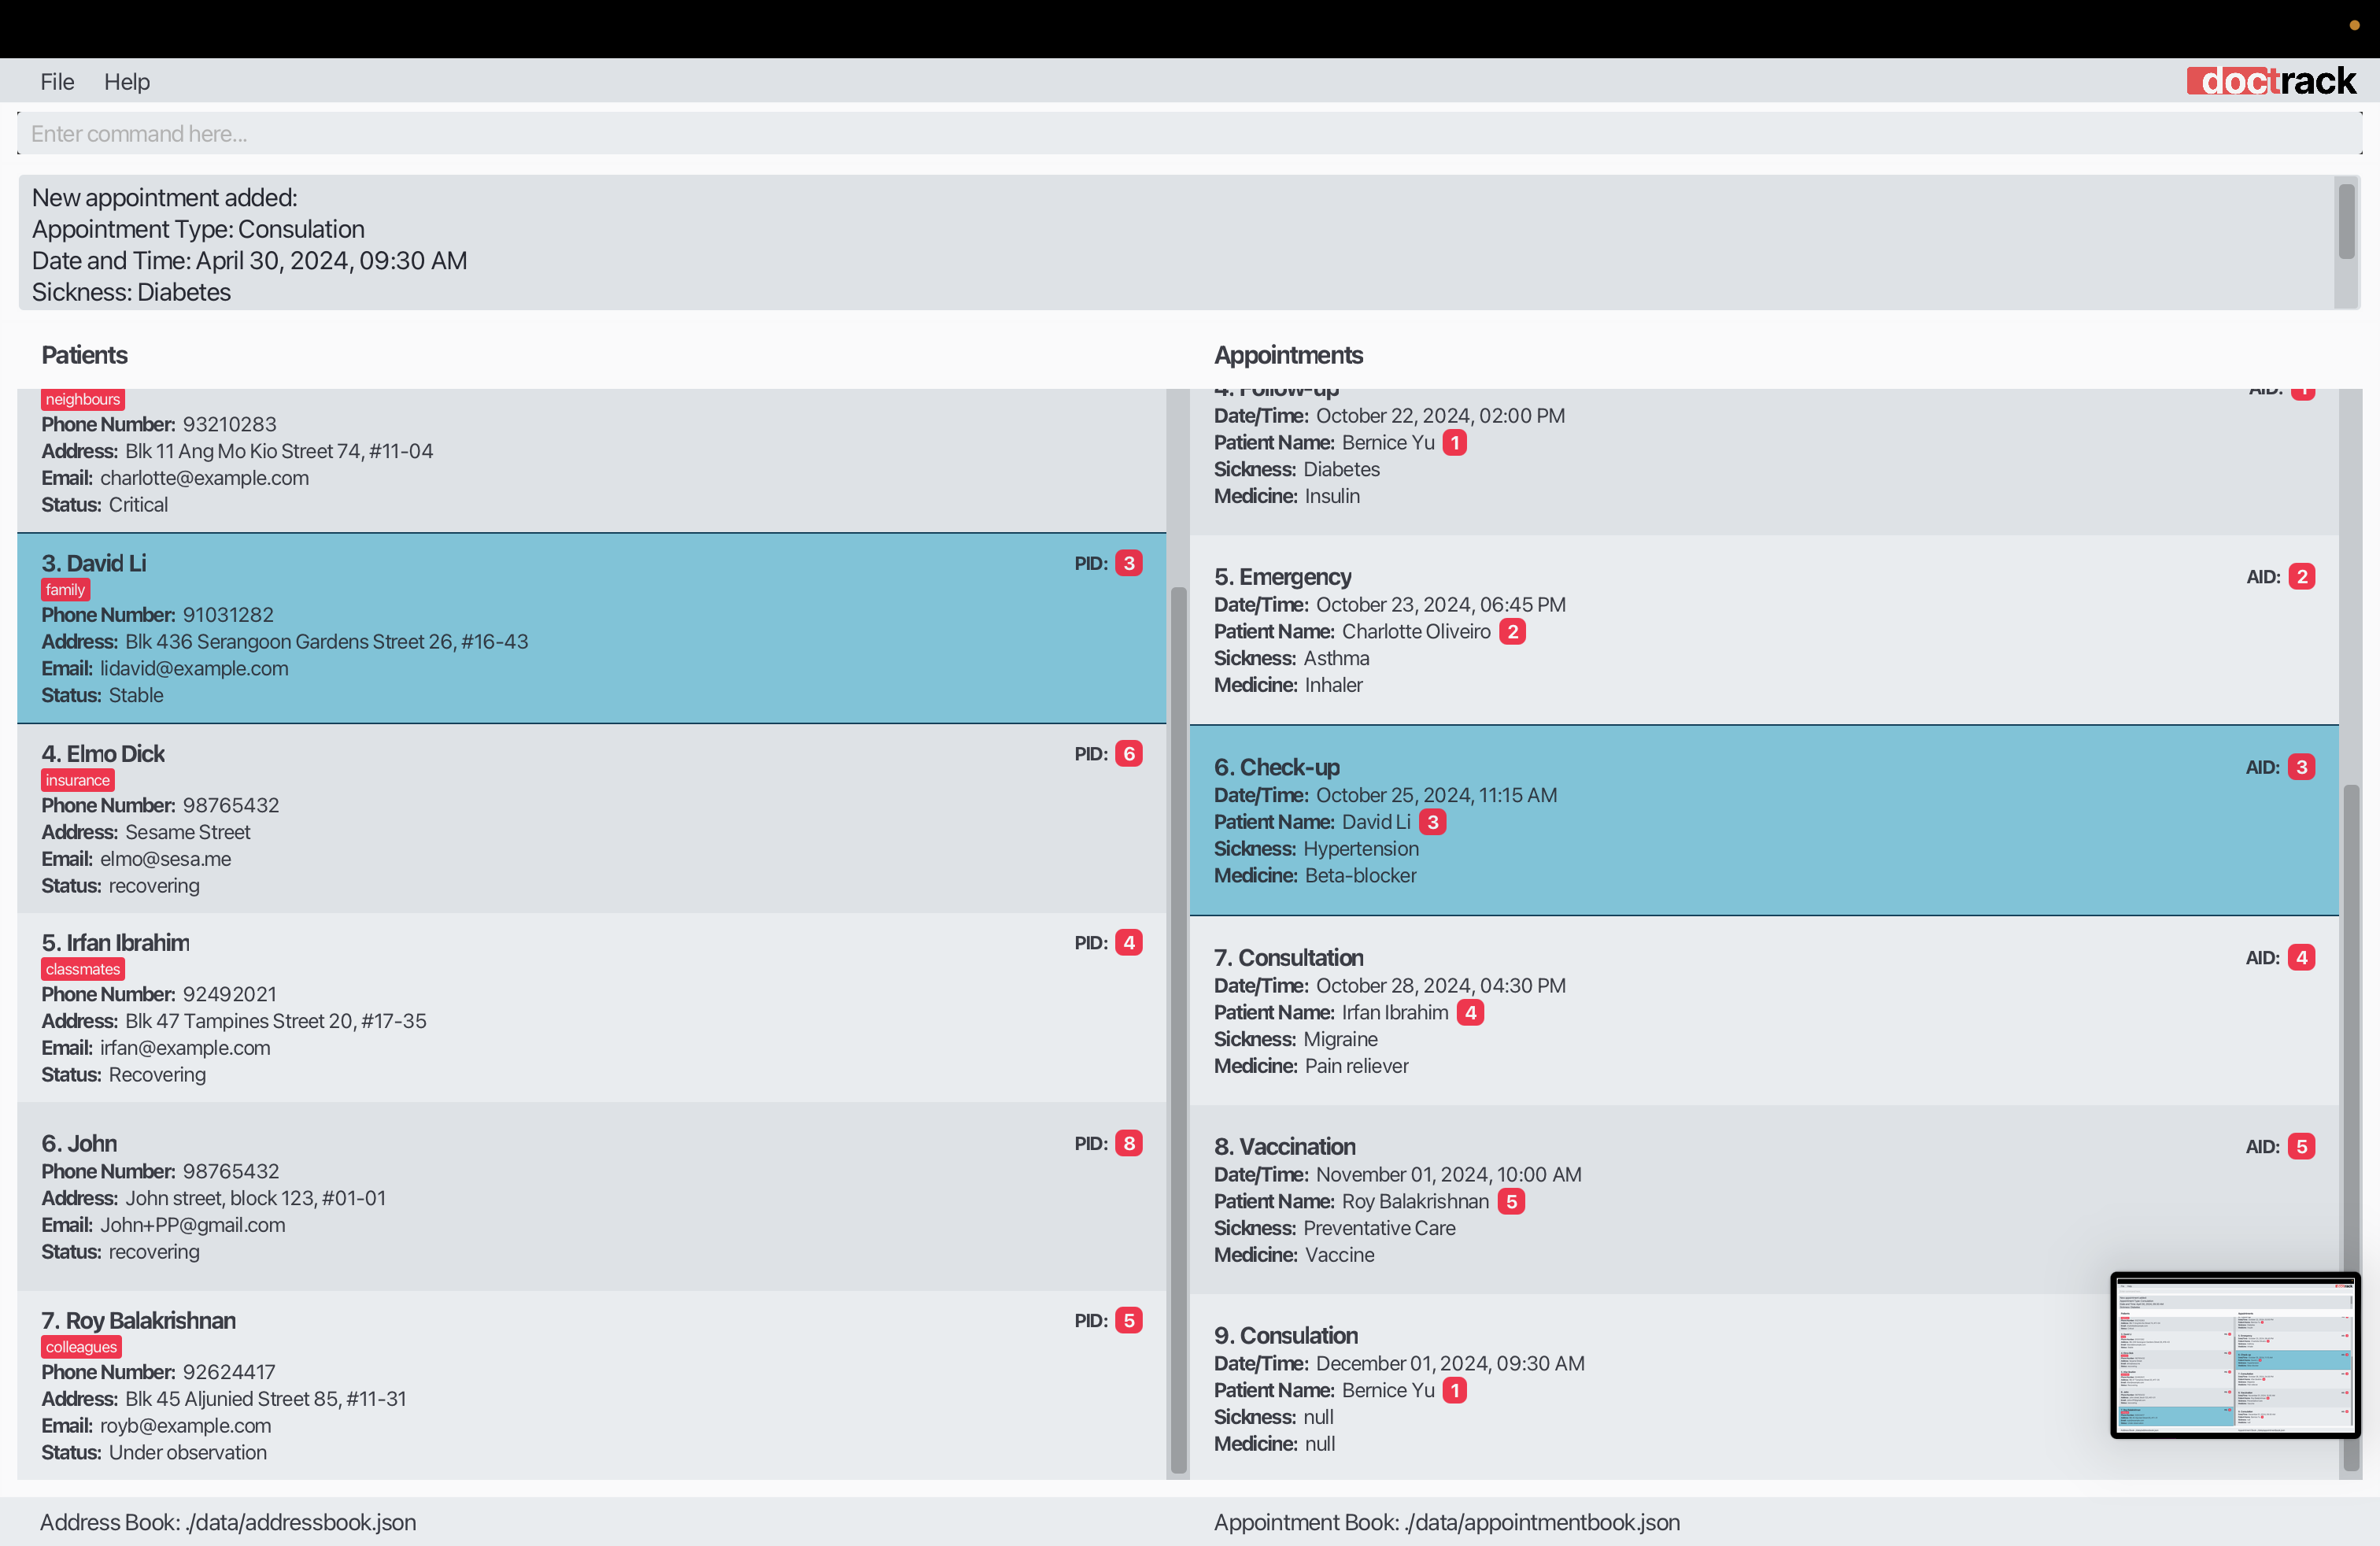 File Help
doctrack
Enter command here...
New appointment added:
Appointment Type: Consulation
Date and Time: April 30, 2024, 09:30 AM
Sickness: Diabetes
Patients
neighbours
Phone Number: 93210283
Address: Blk 11 Ang Mo Kio Street 74, #11-04
Email: charlotte@example.com
Status: Critical
3. David Li PID: 3
family
Phone Number: 91031282
Address: Blk 436 Serangoon Gardens Street 26, #16-43
Email: lidavid@example.com
Status: Stable
4. Elmo Dick PID: 6
insurance
Phone Number: 98765432
Address: Sesame Street
Email: elmo@sesa.me
Status: recovering
5. Irfan Ibrahim PID: 4
classmates
Phone Number: 92492021
Address: Blk 47 Tampines Street 20, #17-35
Email: irfan@example.com
Status: Recovering
6. John PID: 8
Phone Number: 98765432
Address: John street, block 123, #01-01
Email: John+PP@gmail.com
Status: recovering
7. Roy Balakrishnan PID: 5
colleagues
Phone Number: 92624417
Address: Blk 45 Aljunied Street 85, #11-31
Email: royb@example.com
Status: Under observation
Appointments
4. Follow-up AID: 1
Date/Time: October 22, 2024, 02:00 PM
Patient Name: Bernice Yu 1
Sickness: Diabetes
Medicine: Insulin
5. Emergency AID: 2
Date/Time: October 23, 2024, 06:45 PM
Patient Name: Charlotte Oliveiro 2
Sickness: Asthma
Medicine: Inhaler
6. Check-up AID: 3
Date/Time: October 25, 2024, 11:15 AM
Patient Name: David Li 3
Sickness: Hypertension
Medicine: Beta-blocker
7. Consultation AID: 4
Date/Time: October 28, 2024, 04:30 PM
Patient Name: Irfan Ibrahim 4
Sickness: Migraine
Medicine: Pain reliever
8. Vaccination AID: 5
Date/Time: November 01, 2024, 10:00 AM
Patient Name: Roy Balakrishnan 5
Sickness: Preventative Care
Medicine: Vaccine
9. Consulation
Date/Time: December 01, 2024, 09:30 AM
Patient Name: Bernice Yu 1
Sickness: null
Medicine: null
Address Book: ./data/addressbook.json
Appointment Book: ./data/appointmentbook.json